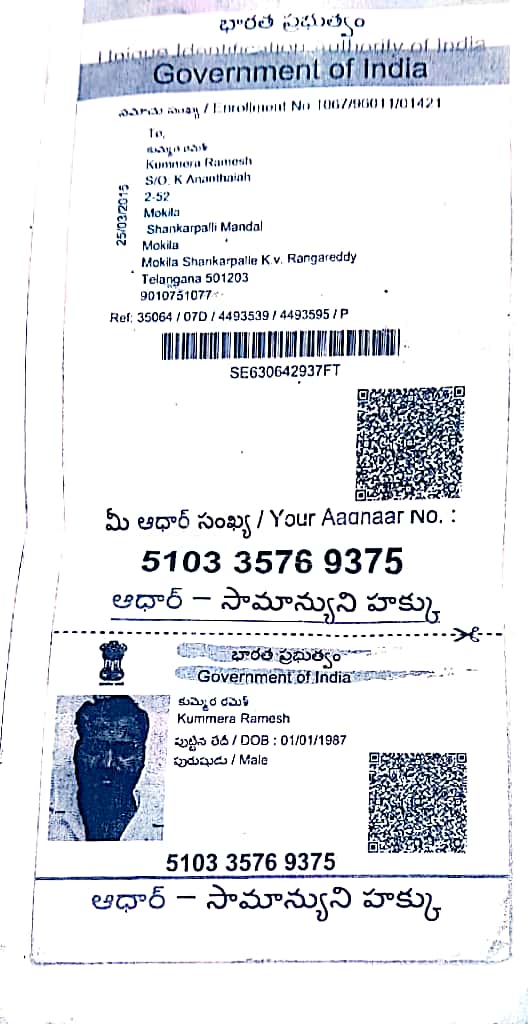 భారత ప్రభుత్వం
Unique Identification Authority of India
Government of India
నమోదు సంఖ్య / Enrollment No
To,
కుమ్మెర రమేశ్
Kummera Ramesh
S/O. K Ananthaiah
2-52
Mokila
Shankarpalli Mandal
Mokila
Mokila Shankarpalle K.v. Rangareddy
Telangana 501203
9010751077
25/03/2015
Ref: 35064 / 07D / 4493539 / 4493595 / P
SE630642937FT
మీ ఆధార్ సంఖ్య / Your Aadhaar No. :
5103 3576 9375
ఆధార్ – సామాన్యుని హక్కు
భారత ప్రభుత్వం
Government of India
కుమ్మెర రమేశ్
Kummera Ramesh
పుట్టిన తేదీ / DOB : 01/01/1987
పురుషుడు / Male
5103 3576 9375
ఆధార్ – సామాన్యుని హక్కు